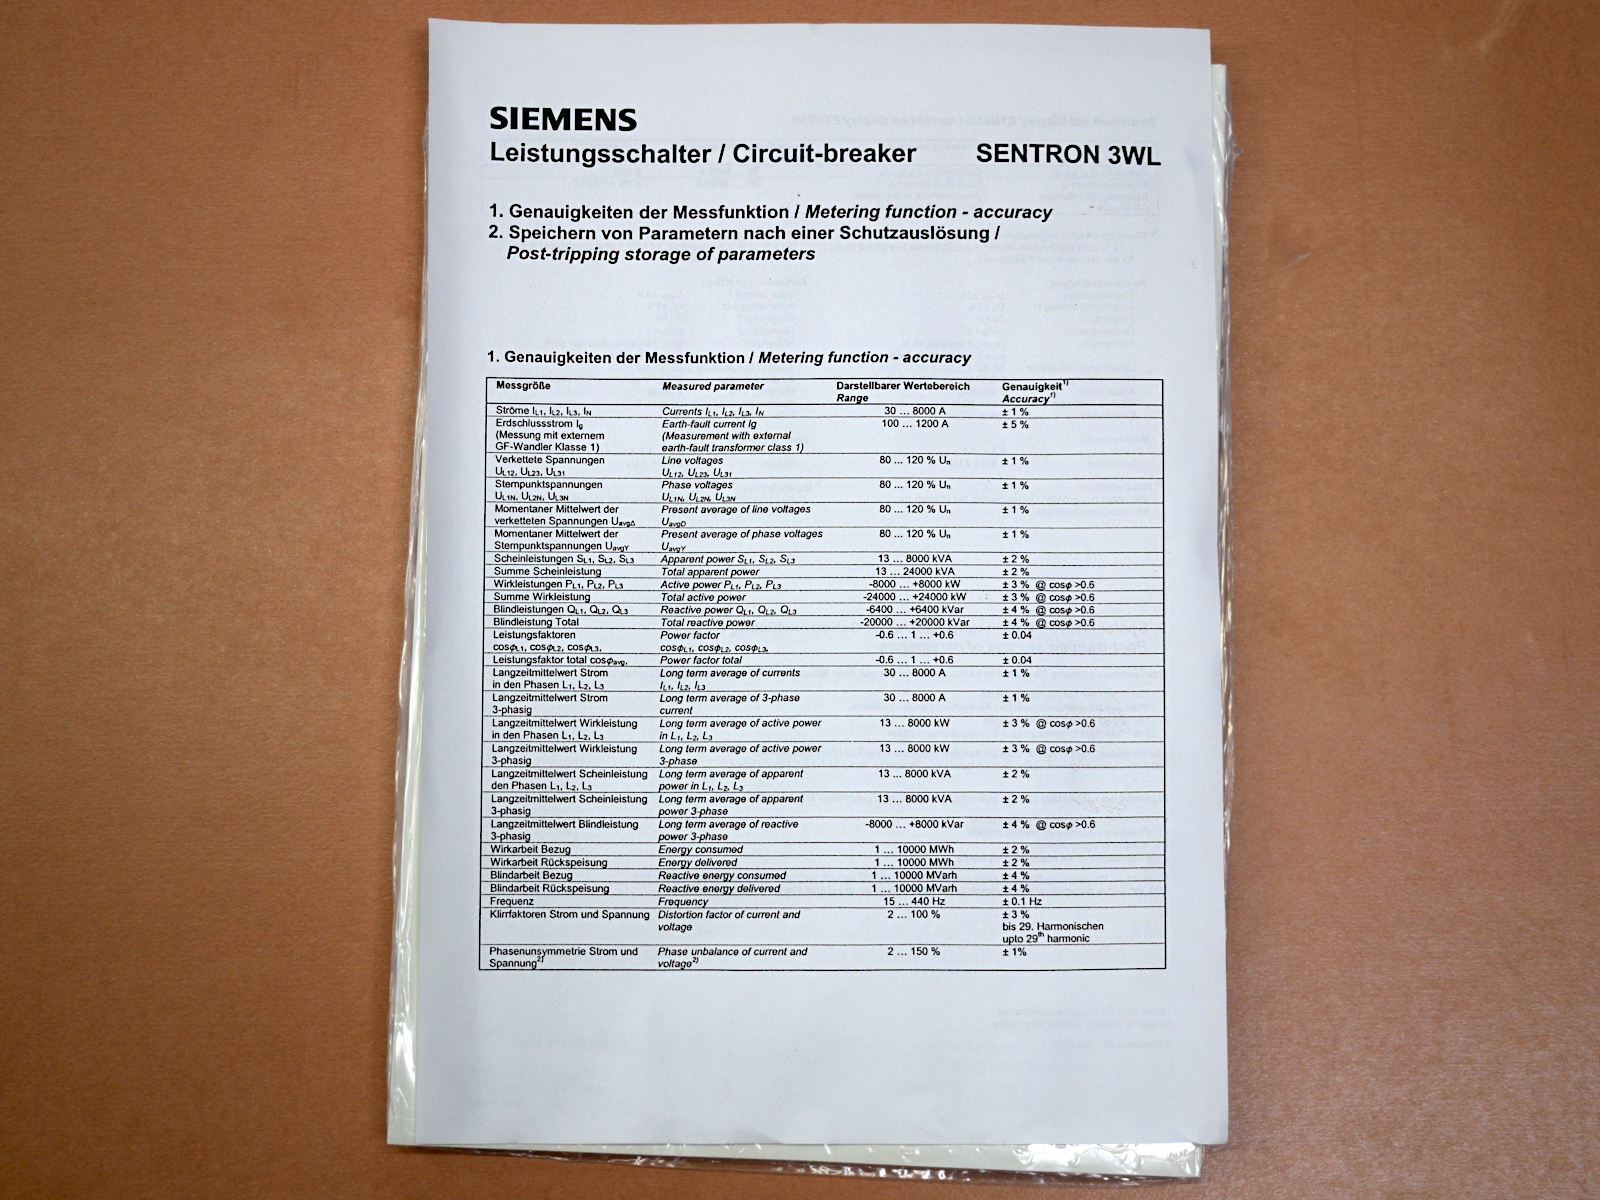 SIEMENS
Leistungsschalter / Circuit-breaker SENTRON 3WL
1. Genauigkeiten der Messfunktion / Metering function - accuracy
2. Speichern von Parametern nach einer Schutzauslösung /
Post-tripping storage of parameters
1. Genauigkeiten der Messfunktion / Metering function - accuracy
Messgröße Measured parameter Darstellbarer Wertebereich Genauigkeit1)
Range Accuracy1)
Ströme IL1, IL2, IL3, IN Currents IL1, IL2, IL3, IN 30 ... 8000 A ± 1 %
Erdschlussstrom Ig Earth-fault current Ig 100 ... 1200 A ± 5 %
(Messung mit externem (Measurement with external
GF-Wandler Klasse 1) earth-fault transformer class 1)
Verkettete Spannungen Line voltages 80 ... 120 % Un ± 1 %
UL12, UL23, UL31 UL12, UL23, UL31
Sternpunktspannungen Phase voltages 80 ... 120 % Un ± 1 %
UL1N, UL2N, UL3N UL1N, UL2N, UL3N
Momentaner Mittelwert der Present average of line voltages 80 ... 120 % Un ± 1 %
verketteten Spannungen UavgΔ UavgD
Momentaner Mittelwert der Present average of phase voltages 80 ... 120 % Un ± 1 %
Sternpunktspannungen UavgY UavgY
Scheinleistungen SL1, SL2, SL3 Apparent power SL1, SL2, SL3 13 ... 8000 kVA ± 2 %
Summe Scheinleistung Total apparent power 13 ... 24000 kVA ± 2 %
Wirkleistungen PL1, PL2, PL3 Active power PL1, PL2, PL3 -8000 ... +8000 kW ± 3 % @ cosφ >0.6
Summe Wirkleistung Total active power -24000 ... +24000 kW ± 3 % @ cosφ >0.6
Blindleistungen QL1, QL2, QL3 Reactive power QL1, QL2, QL3 -6400 ... +6400 kVar ± 4 % @ cosφ >0.6
Blindleistung Total Total reactive power -20000 ... +20000 kVar ± 4 % @ cosφ >0.6
Leistungsfaktoren Power factor -0.6 ... 1 ... +0.6 ± 0.04
cosφL1, cosφL2, cosφL3, cosφL1, cosφL2, cosφL3,
Leistungsfaktor total cosφavg, Power factor total -0.6 ... 1 ... +0.6 ± 0.04
Langzeitmittelwert Strom Long term average of currents 30 ... 8000 A ± 1 %
in den Phasen L1, L2, L3 IL1, IL2, IL3
Langzeitmittelwert Strom Long term average of 3-phase 30 ... 8000 A ± 1 %
3-phasig current
Langzeitmittelwert Wirkleistung Long term average of active power 13 ... 8000 kW ± 3 % @ cosφ >0.6
in den Phasen L1, L2, L3 in L1, L2, L3
Langzeitmittelwert Wirkleistung Long term average of active power 13 ... 8000 kW ± 3 % @ cosφ >0.6
3-phasig 3-phase
Langzeitmittelwert Scheinleistung Long term average of apparent 13 ... 8000 kVA ± 2 %
den Phasen L1, L2, L3 power in L1, L2, L3
Langzeitmittelwert Scheinleistung Long term average of apparent 13 ... 8000 kVA ± 2 %
3-phasig power 3-phase
Langzeitmittelwert Blindleistung Long term average of reactive -8000 ... +8000 kVar ± 4 % @ cosφ >0.6
3-phasig power 3-phase
Wirkarbeit Bezug Energy consumed 1 ... 10000 MWh ± 2 %
Wirkarbeit Rückspeisung Energy delivered 1 ... 10000 MWh ± 2 %
Blindarbeit Bezug Reactive energy consumed 1 ... 10000 MVarh ± 4 %
Blindarbeit Rückspeisung Reactive energy delivered 1 ... 10000 MVarh ± 4 %
Frequenz Frequency 15 ... 440 Hz ± 0.1 Hz
Klirrfaktoren Strom und Spannung Distortion factor of current and 2 ... 100 % ± 3 %
voltage bis 29. Harmonischen
upto 29th harmonic
Phasenunsymmetrie Strom und Phase unbalance of current and 2 ... 150 % ± 1%
Spannung2) voltage2)